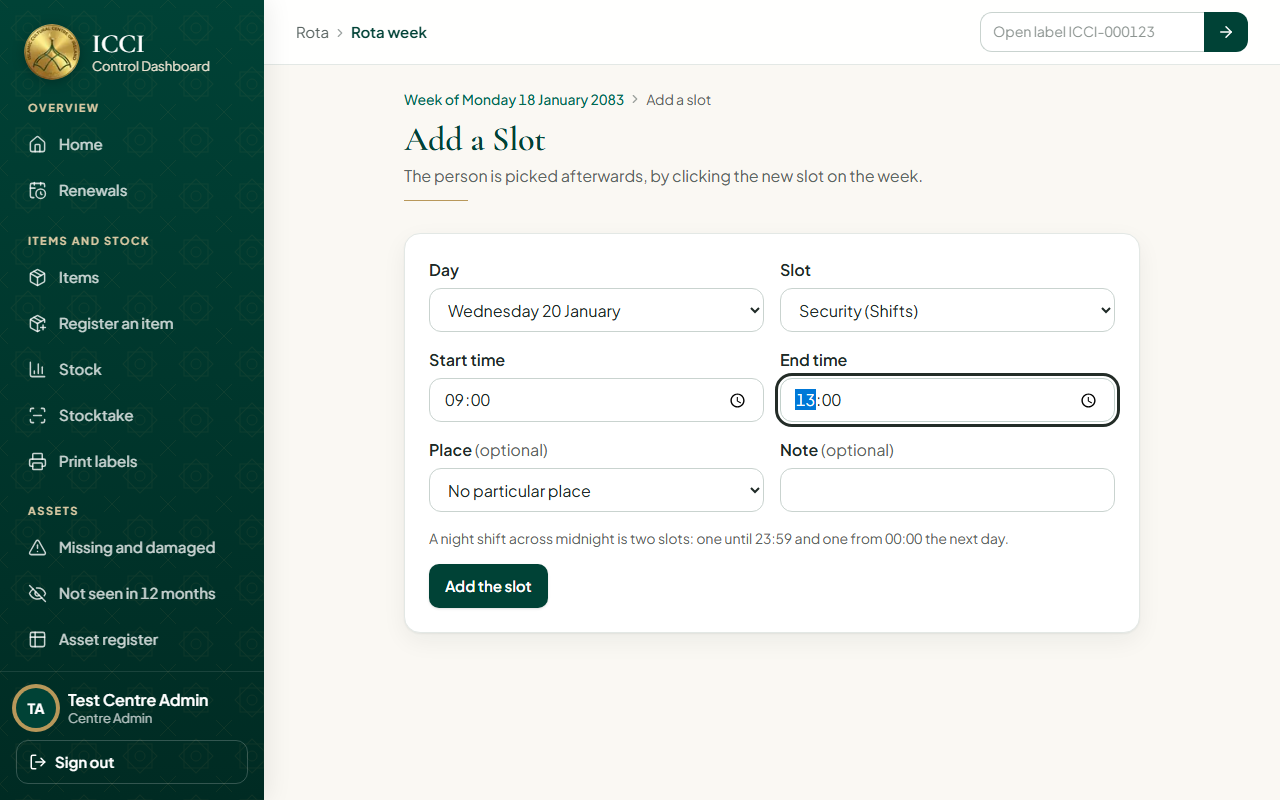 ICCI
Control Dashboard
OVERVIEW
Home
Renewals
ITEMS AND STOCK
Items
Register an item
Stock
Stocktake
Print labels
ASSETS
Missing and damaged
Not seen in 12 months
Asset register
TA
Test Centre Admin
Centre Admin
Sign out
Rota
Rota week
Open label ICCI-000123
Week of Monday 18 January 2083
Add a slot
Add a Slot
The person is picked afterwards, by clicking the new slot on the week.
Day
Slot
Wednesday 20 January
Security (Shifts)
Start time
End time
09:00
13:00
Place (optional)
Note (optional)
No particular place
A night shift across midnight is two slots: one until 23:59 and one from 00:00 the next day.
Add the slot